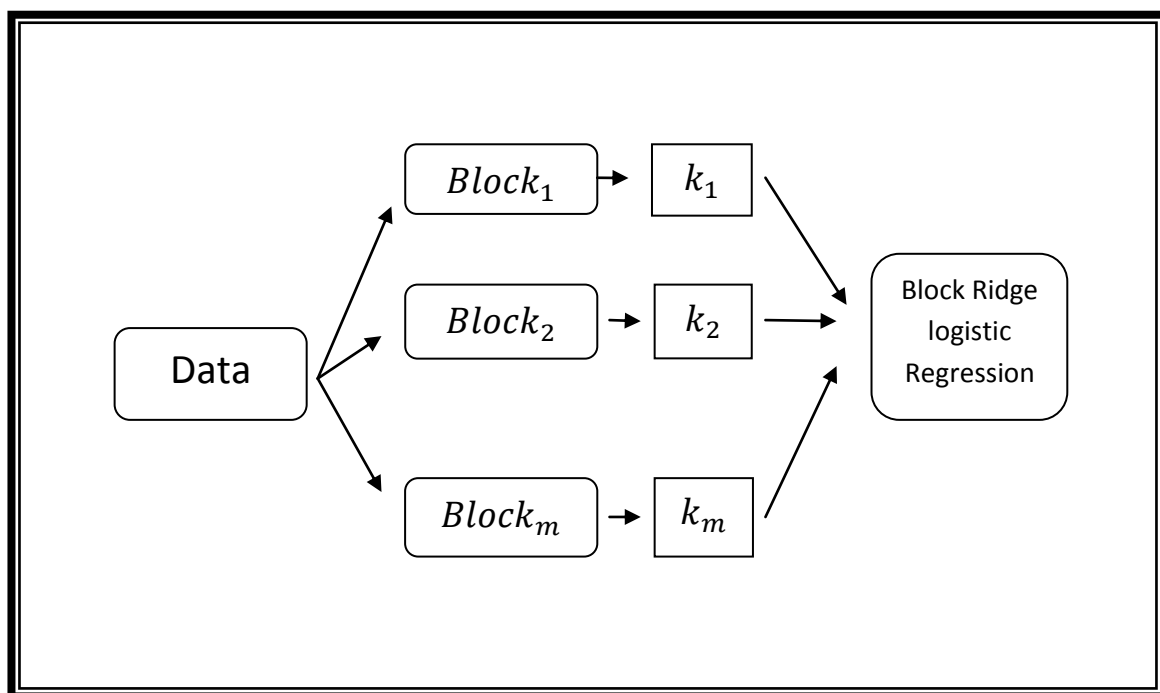 Data
Block₁
k₁
Block₂
k₂
Blockₘ
kₘ
Block Ridge
logistic
Regression